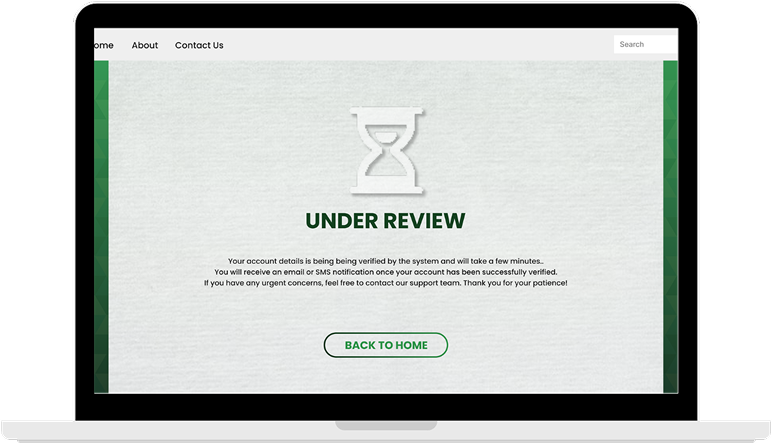 ome About Contact Us Search
UNDER REVIEW
Your account details is being being verified by the system and will take a few minutes..
You will receive an email or SMS notification once your account has been successfully verified.
If you have any urgent concerns, feel free to contact our support team. Thank you for your patience!
BACK TO HOME